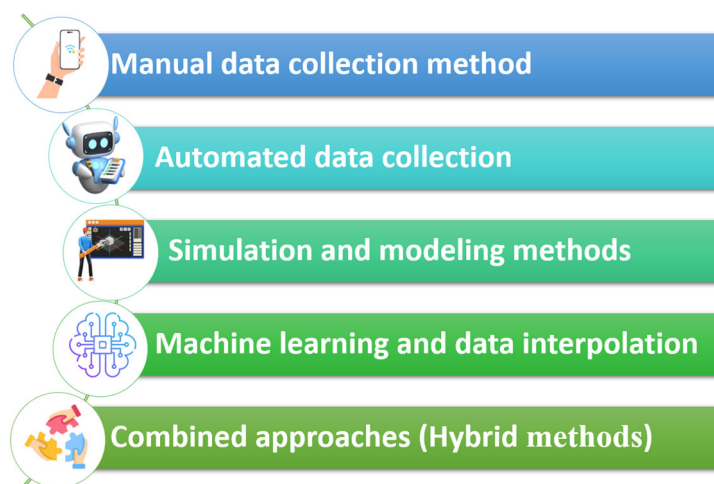 Manual data collection method
Automated data collection
Simulation and modeling methods
Machine learning and data interpolation
Combined approaches (Hybrid methods)